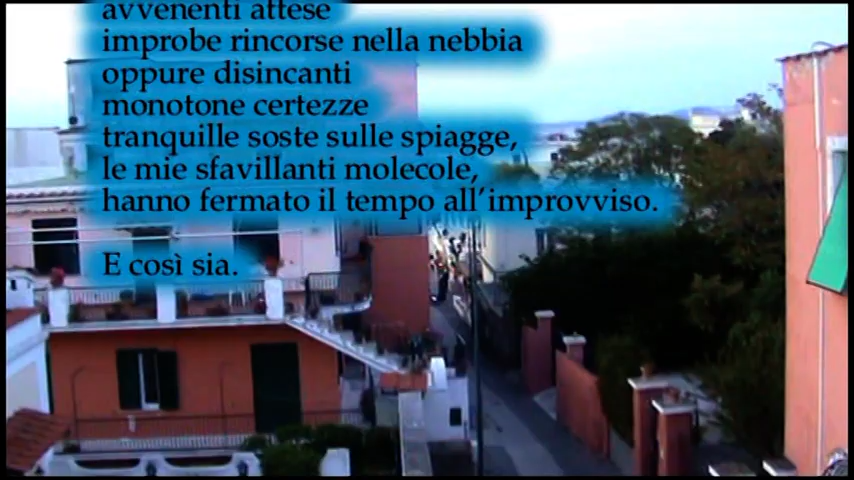 avvenenti attese
improbe rincorse nella nebbia
oppure disincanti
monotone certezze
tranquille soste sulle spiagge,
le mie sfavillanti molecole,
hanno fermato il tempo all'improvviso.
E così sia.